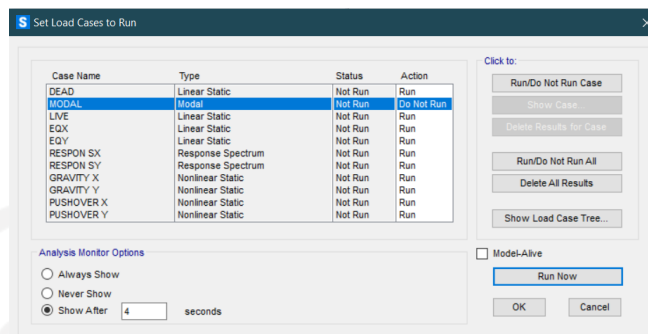 S Set Load Cases to Run
Case Name Type Status Action
DEAD Linear Static Not Run Run
MODAL Modal Not Run Do Not Run
LIVE Linear Static Not Run Run
EQX Linear Static Not Run Run
EQY Linear Static Not Run Run
RESPON SX Response Spectrum Not Run Run
RESPON SY Response Spectrum Not Run Run
GRAVITY X Nonlinear Static Not Run Run
GRAVITY Y Nonlinear Static Not Run Run
PUSHOVER X Nonlinear Static Not Run Run
PUSHOVER Y Nonlinear Static Not Run Run
Click to:
Run/Do Not Run Case
Show Case...
Delete Results for Case
Run/Do Not Run All
Delete All Results
Show Load Case Tree...
Analysis Monitor Options
Always Show
Never Show
Show After 4 seconds
Model-Alive
Run Now
OK Cancel